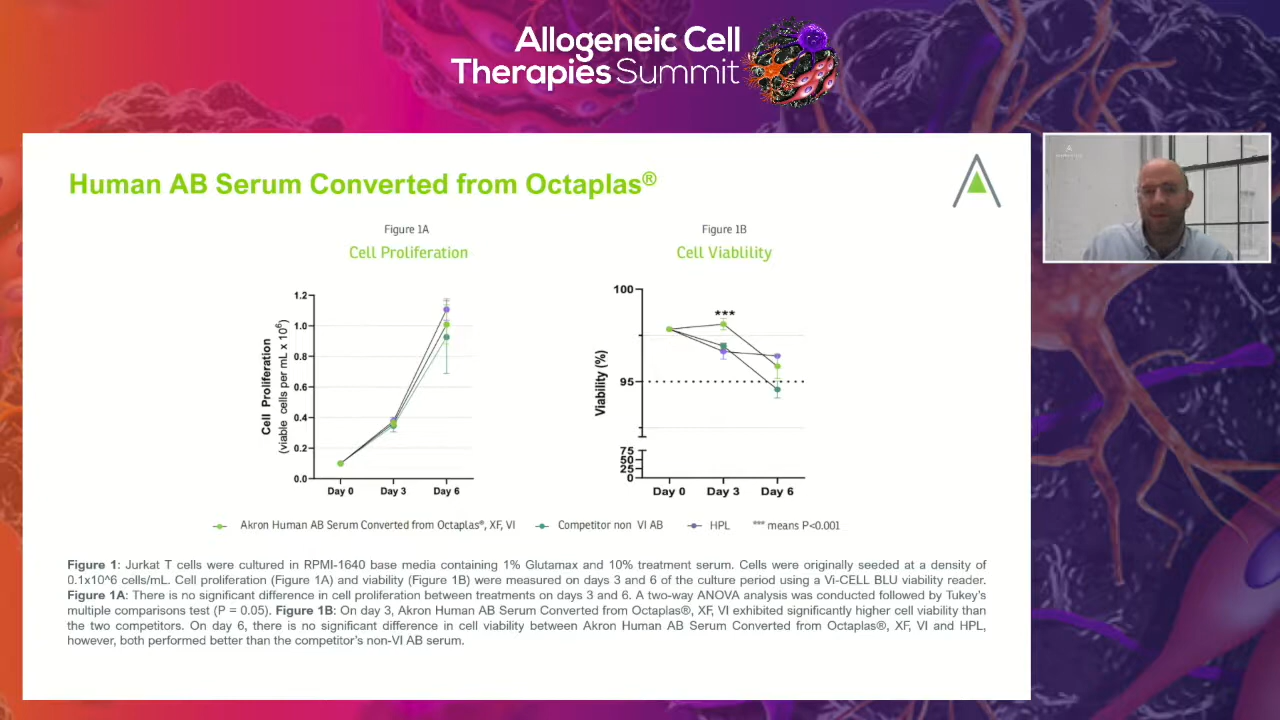 Allogeneic Cell
Therapies Summit
Human AB Serum Converted from Octaplas®
Figure 1A
Cell Proliferation
1.2
1.0
0.8
0.6
0.4
0.2
0.0
Cell Proliferation
(viable cells per mL x 10⁶)
Day 0 Day 3 Day 6
Figure 1B
Cell Viablility
100
95
75
50
25
0
Viability (%)
***
Day 0 Day 3 Day 6
Akron Human AB Serum Converted from Octaplas®, XF, VI Competitor non VI AB HPL *** means P<0.001
Figure 1: Jurkat T cells were cultured in RPMI-1640 base media containing 1% Glutamax and 10% treatment serum. Cells were originally seeded at a density of
0.1x10^6 cells/mL. Cell proliferation (Figure 1A) and viability (Figure 1B) were measured on days 3 and 6 of the culture period using a Vi-CELL BLU viability reader.
Figure 1A: There is no significant difference in cell proliferation between treatments on days 3 and 6. A two-way ANOVA analysis was conducted followed by Tukey's
multiple comparisons test (P = 0.05). Figure 1B: On day 3, Akron Human AB Serum Converted from Octaplas®, XF, VI exhibited significantly higher cell viability than
the two competitors. On day 6, there is no significant difference in cell viability between Akron Human AB Serum Converted from Octaplas®, XF, VI and HPL,
however, both performed better than the competitor's non-VI AB serum.